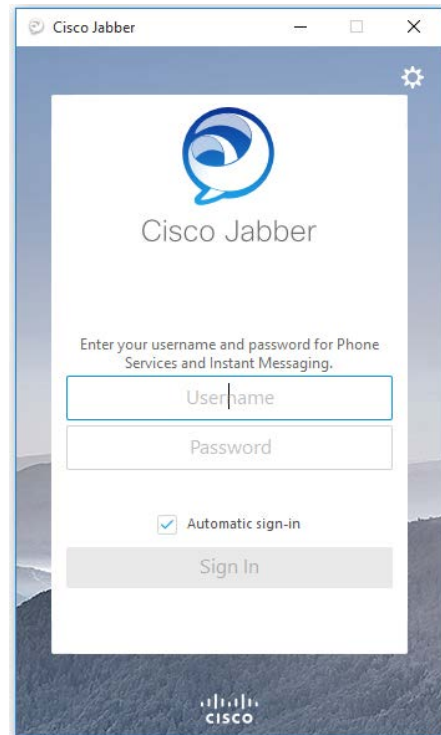 Cisco Jabber
Cisco Jabber
Enter your username and password for Phone
Services and Instant Messaging.
Username
Password
Automatic sign-in
Sign In
CISCO